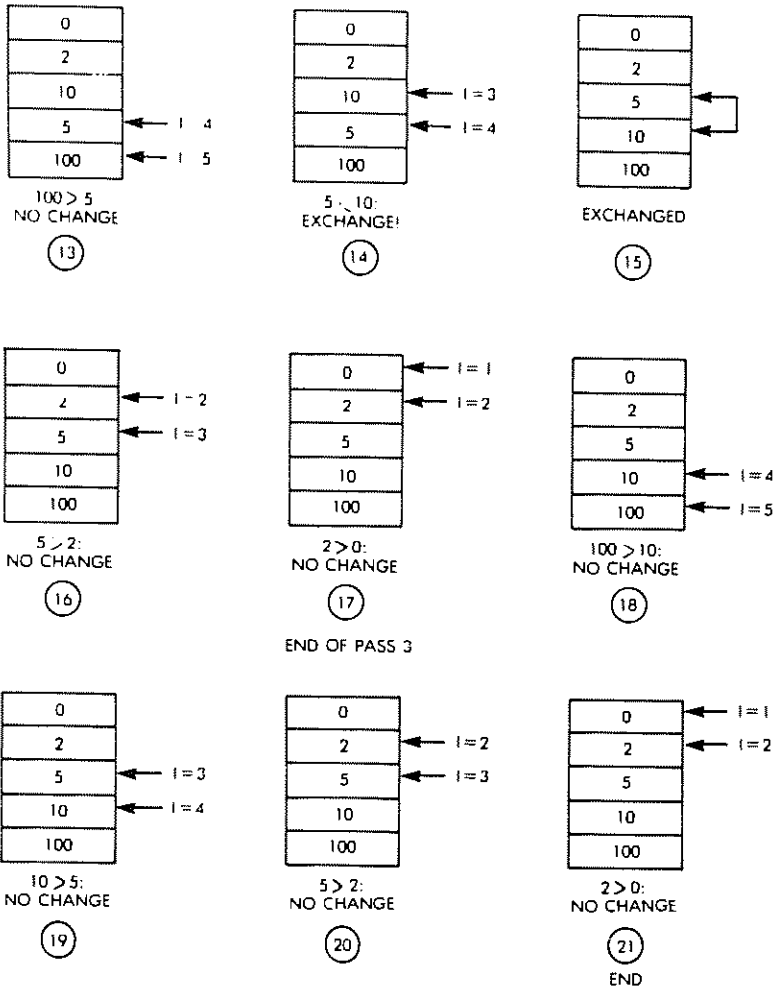 0
2
10
5
100
I 4
I 5
100 > 5
NO CHANGE
13
0
2
10
5
100
I = 3
I = 4
5 10:
EXCHANGE!
14
0
2
5
10
100
EXCHANGED
15
0
2
5
10
100
I - 2
I = 3
5 > 2:
NO CHANGE
16
0
2
5
10
100
I = 1
I = 2
2 > 0:
NO CHANGE
17
END OF PASS 3
0
2
5
10
100
I = 4
I = 5
100 > 10:
NO CHANGE
18
0
2
5
10
100
I = 3
I = 4
10 > 5:
NO CHANGE
19
0
2
5
10
100
I = 2
I = 3
5 > 2:
NO CHANGE
20
0
2
5
10
100
I = 1
I = 2
2 > 0:
NO CHANGE
21
END